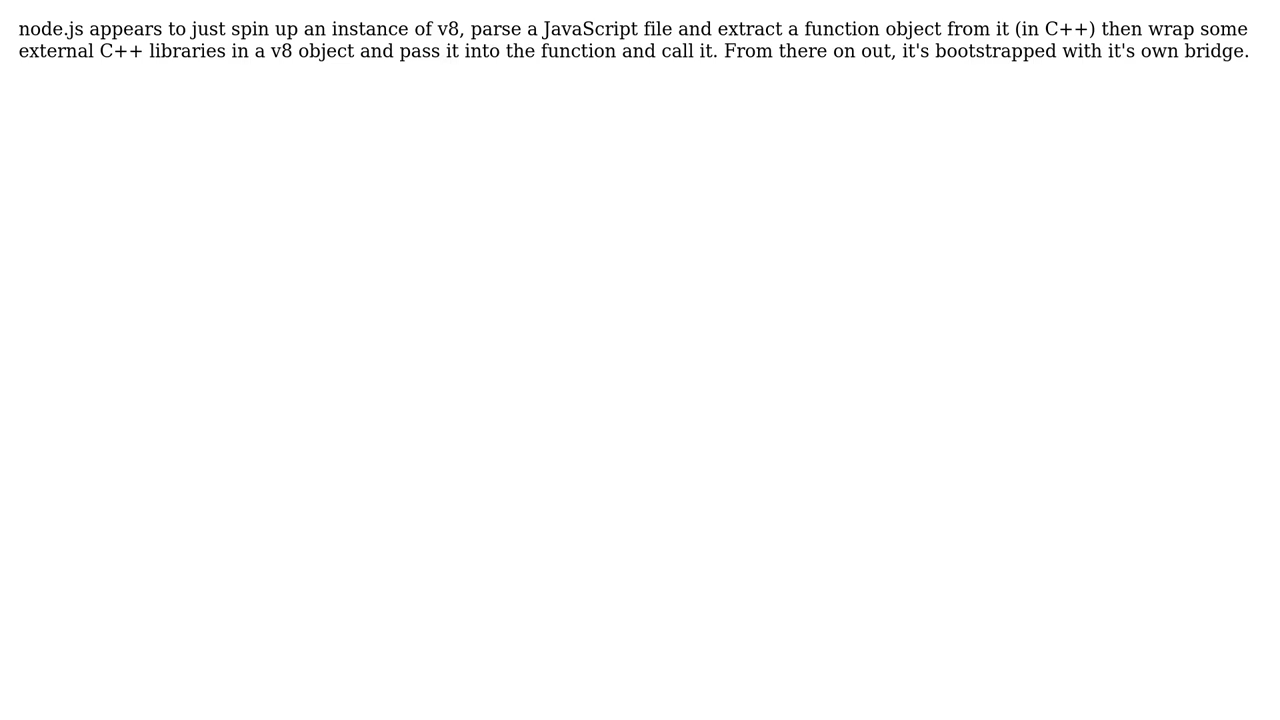 node.js appears to just spin up an instance of v8, parse a JavaScript file and extract a function object from it (in C++) then wrap some
external C++ libraries in a v8 object and pass it into the function and call it. From there on out, it's bootstrapped with it's own bridge.